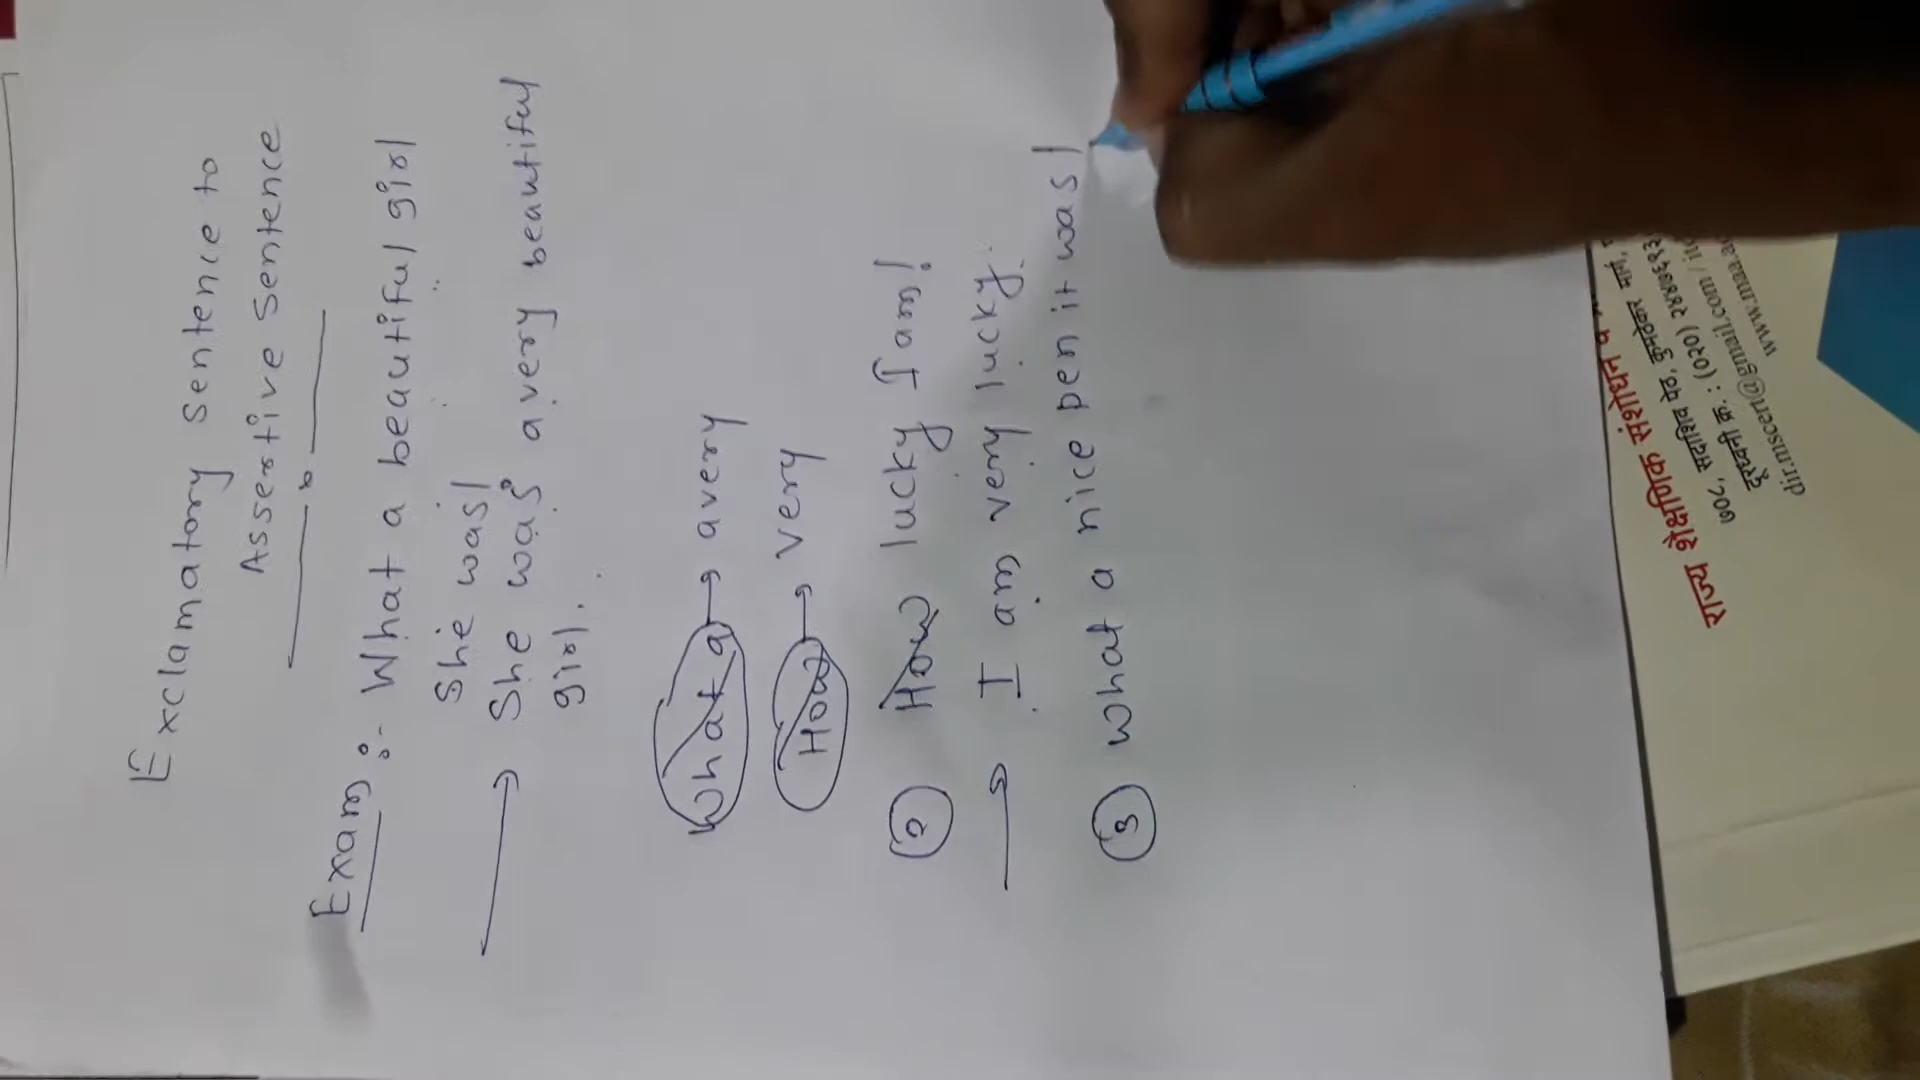 Exclamatory sentence to
Assertive sentence
Exam :- What a beautiful girl
She was!
She was a very beautiful
girl.
What a → a very
How → very
② How lucky I am!
→ I am very lucky.
③ what a nice pen it was!
राज्य शैक्षणिक संशोधन व
७०८, सदाशिव पेठ, कुमठेकर मार्ग,
दूरध्वनी क्र. : (०२०)
dir.mscert@gmail.com
www.maa.a